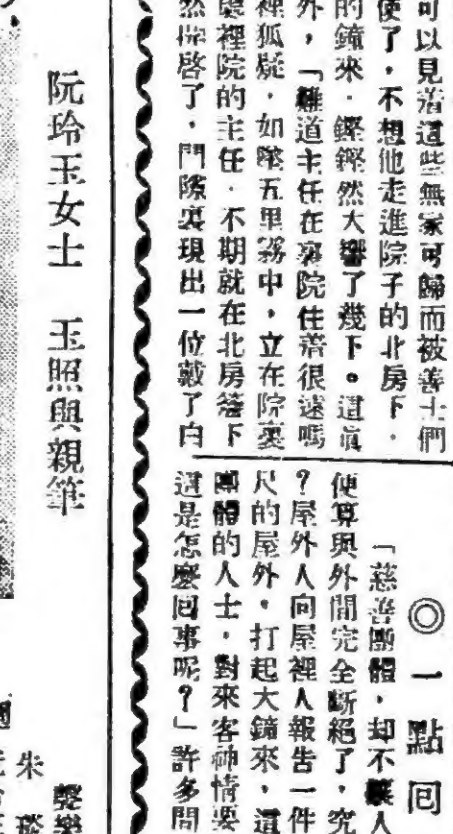 可以見着這些無家可歸而被善士們
便了，不想他走進院子的北房下，
的鐘來，鏗鏗然大響了幾下。這真
外，「難道主任在裏院住着很遠嗎
裡狐疑，如墜五里霧中，立在院裏
裡院的主任，不期就在北房簷下
然 啓了，門隙裏現出一位戴了白
◎一點回
「慈善團體，却不讓人
便算與外間完全斷絕了，究
？屋外人向屋裡人報告一件
尺的屋外，打起大鐘來，這
團體的人士，對來客神情要
這是怎麼回事呢？」許多問
阮玲玉女士　玉照與親筆
朱